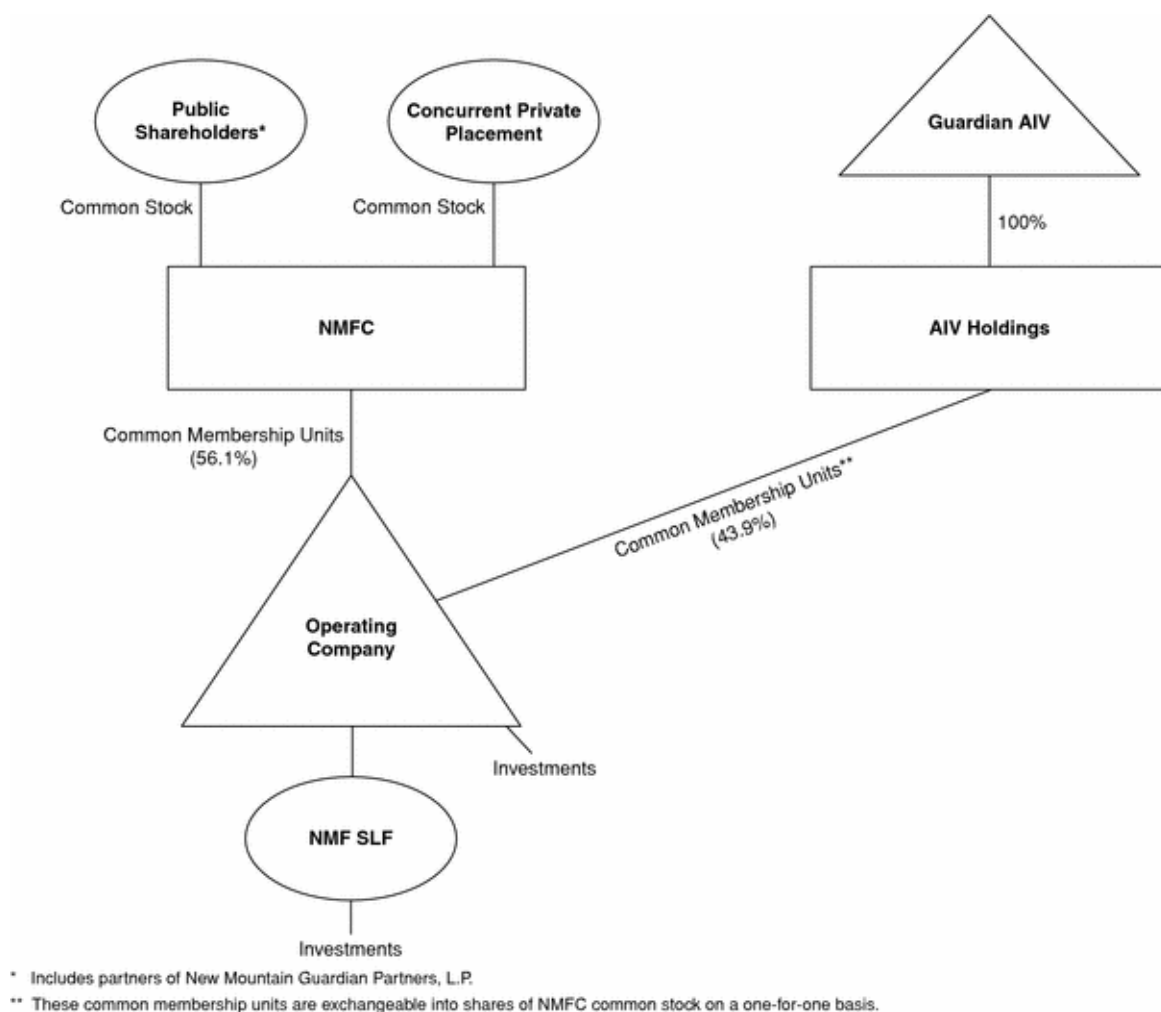 Public
Shareholders*
Concurrent Private
Placement
Guardian AIV
Common Stock
Common Stock
100%
NMFC
AIV Holdings
Common Membership Units
(56.1%)
Common Membership Units**
(43.9%)
Operating
Company
Investments
NMF SLF
Investments
* Includes partners of New Mountain Guardian Partners, L.P.
** These common membership units are exchangeable into shares of NMFC common stock on a one-for-one basis.